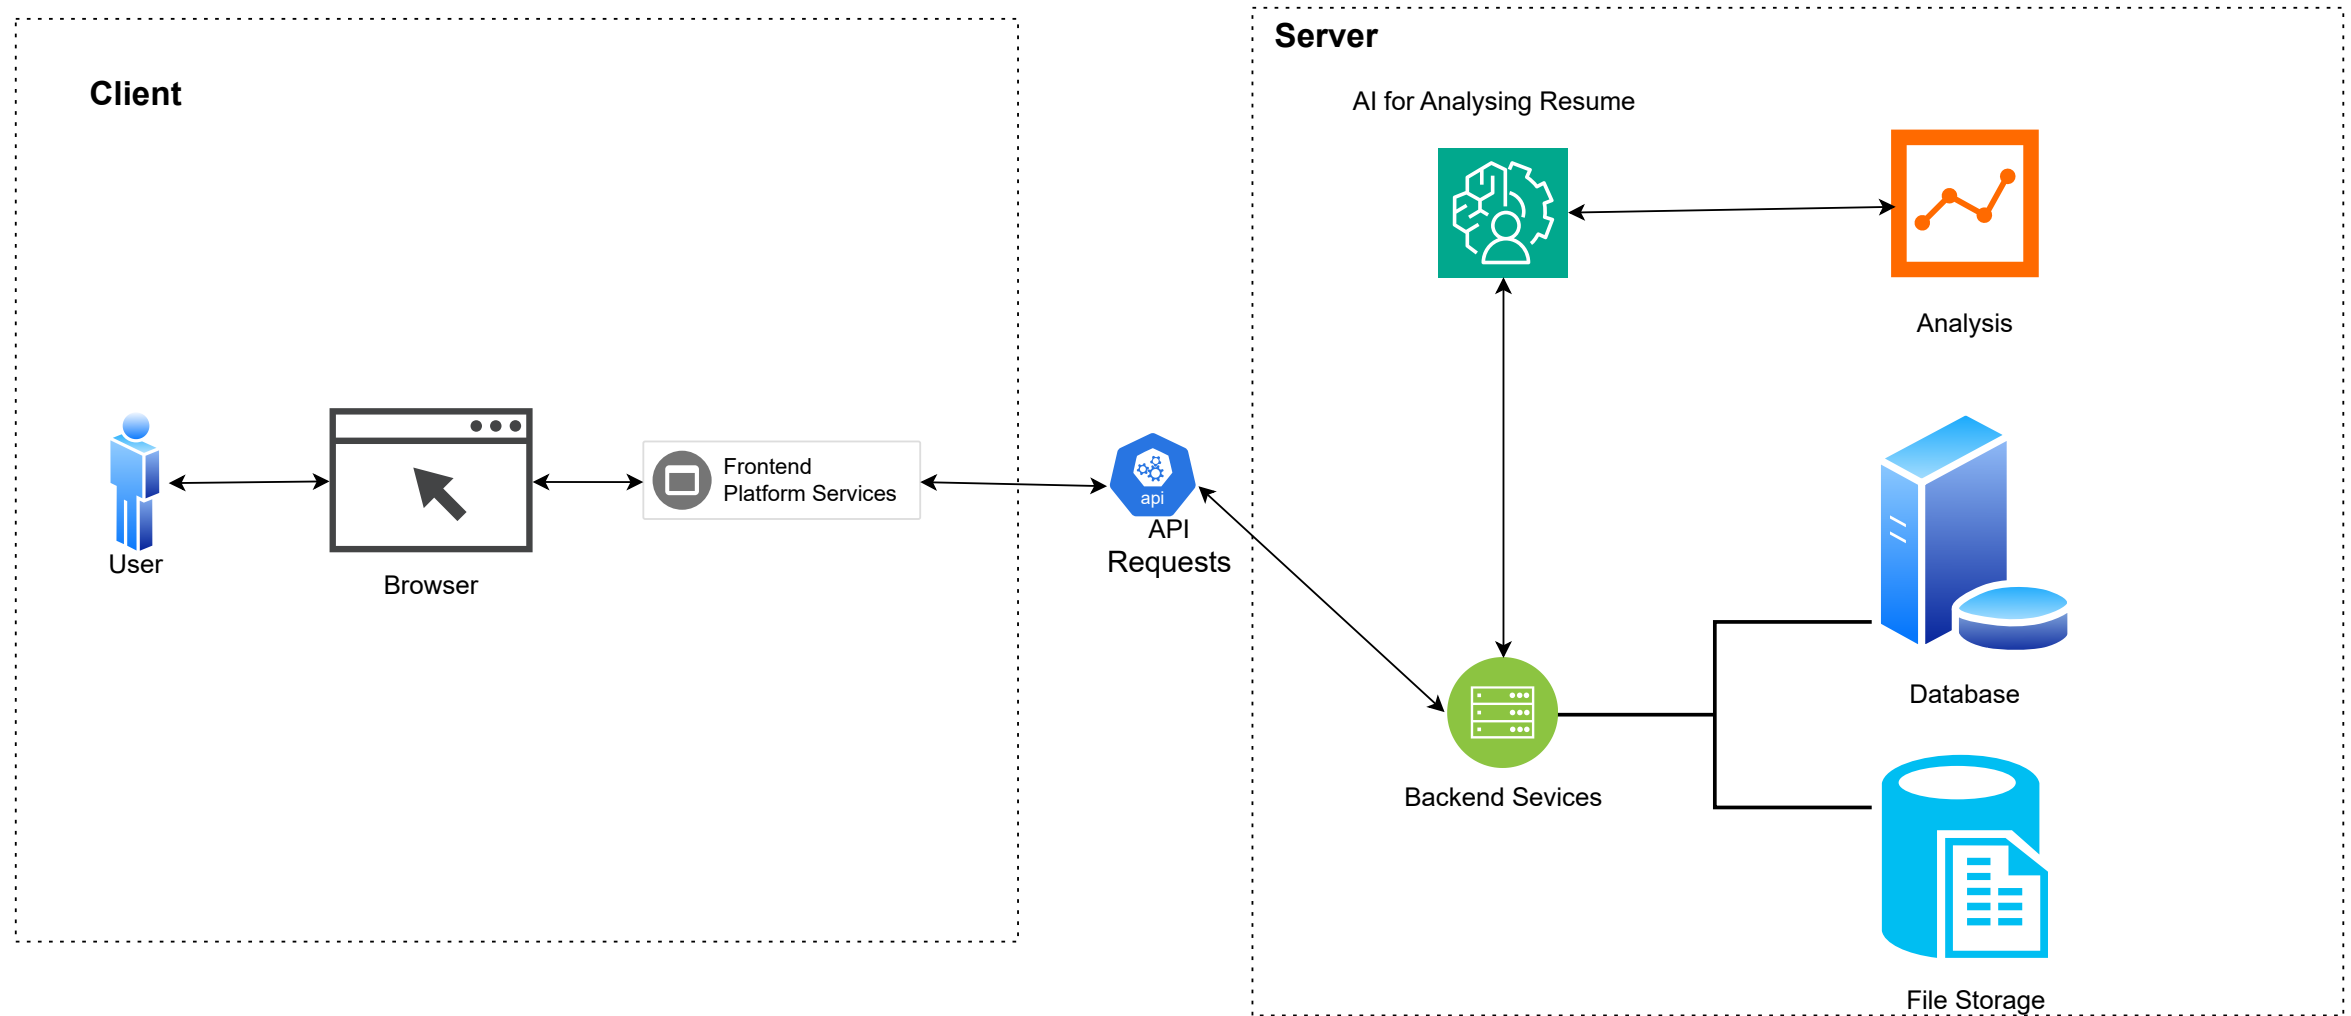 Client
Server
AI for Analysing Resume
Analysis
User
Browser
Frontend
Platform Services
api
API
Requests
Backend Sevices
Database
File Storage